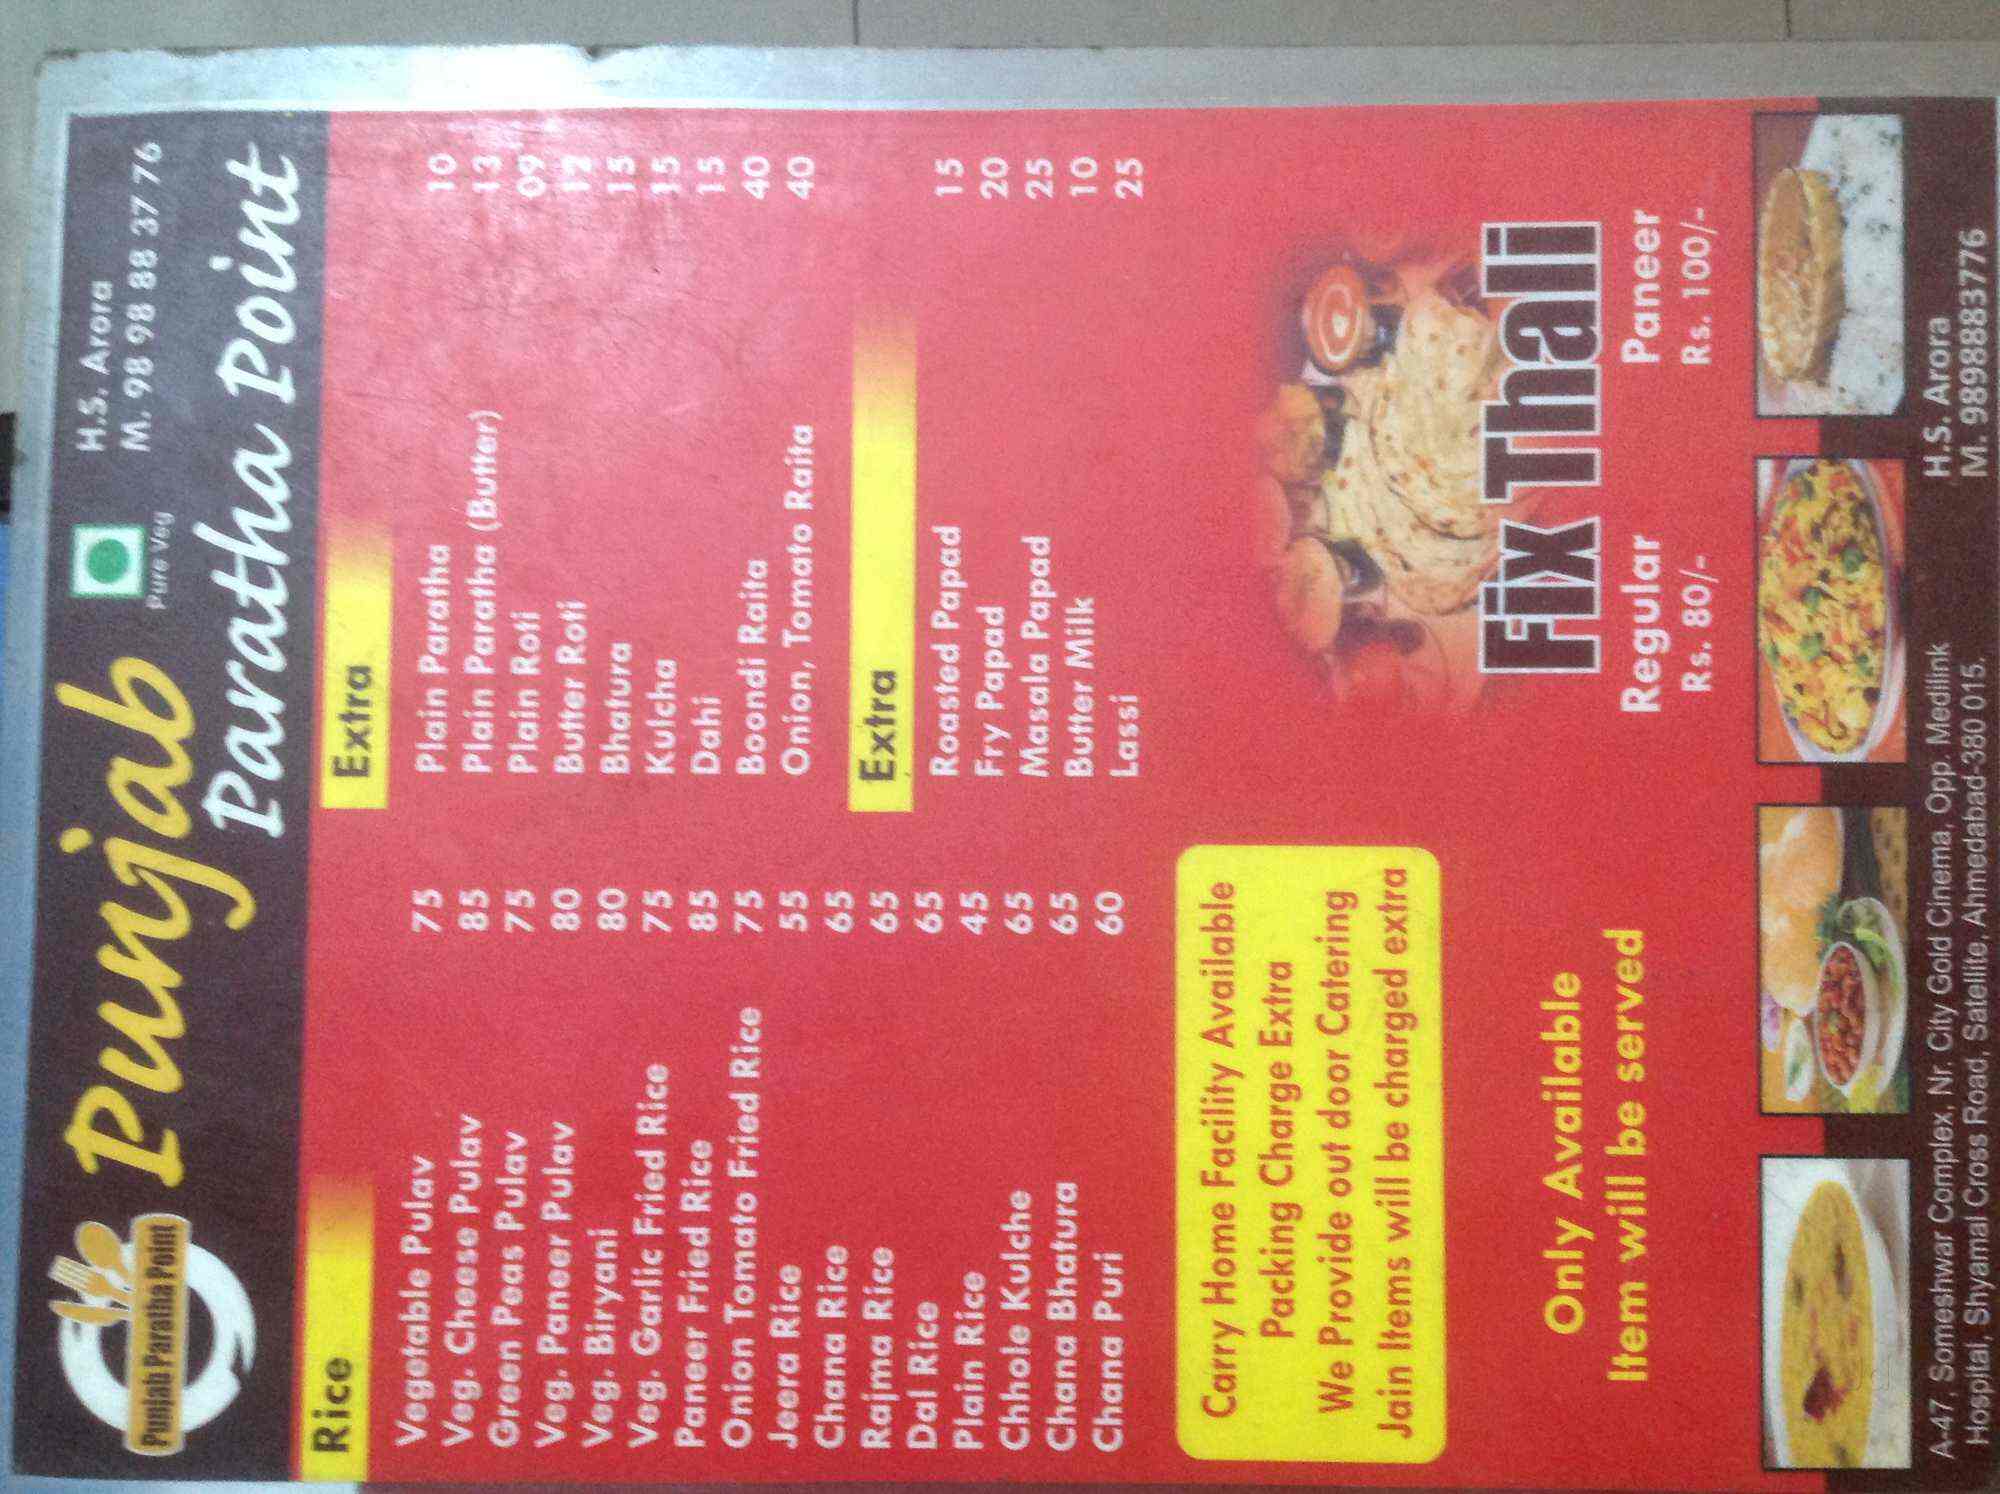 Punjab Paratha Point
Punjab
Paratha Point
Pure Veg
H.S. Arora
M. 98 98 88 37 76
Rice
Vegetable Pulav 75
Veg. Cheese Pulav 85
Green Peas Pulav 75
Veg. Paneer Pulav 80
Veg. Biryani 80
Veg. Garlic Fried Rice 75
Paneer Fried Rice 85
Onion Tomato Fried Rice 75
Jeera Rice 55
Chana Rice 65
Rajma Rice 65
Dal Rice 65
Plain Rice 45
Chhole Kulche 65
Chana Bhatura 65
Chana Puri 60
Carry Home Facility Available
Packing Charge Extra
We Provide out door Catering
Jain Items will be charged extra
Only Available
Item will be served
Extra
Plain Paratha 10
Plain Paratha (Butter) 13
Plain Roti 09
Butter Roti 12
Bhatura 15
Kulcha 15
Dahi 15
Boondi Raita 40
Onion, Tomato Raita 40
Extra
Roasted Papad 15
Fry Papad 20
Masala Papad 25
Butter Milk 10
Lassi 25
Fix Thali
Regular Paneer
Rs. 80/- Rs. 100/-
A-47, Someshwar Complex, Nr. City Gold Cinema, Opp. Medilink
Hospital, Shyamal Cross Road, Satellite, Ahmedabad-380 015.
H.S. Arora
M. 9898883776